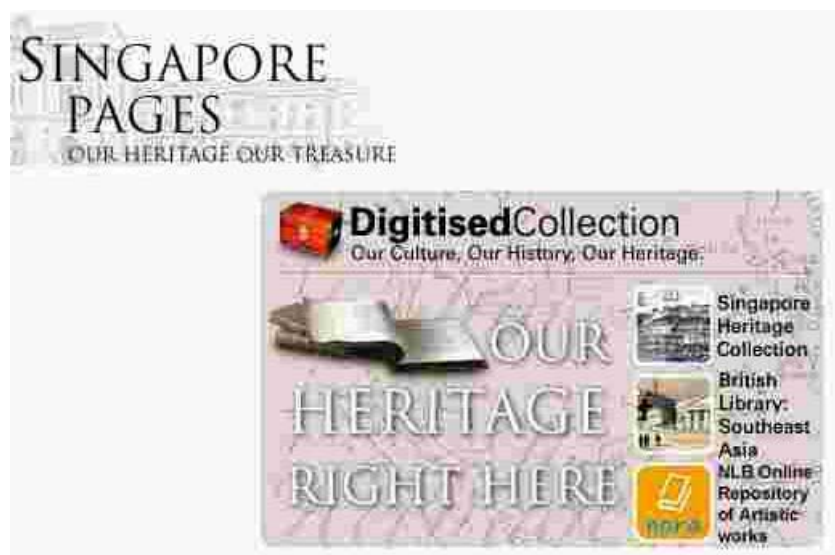 SINGAPORE
PAGES
OUR HERITAGE OUR TREASURE
DigitisedCollection
Our Culture, Our History, Our Heritage.
OUR
HERITAGE
RIGHT HERE
Singapore
Heritage
Collection
British
Library:
Southeast
Asia
NLB Online
Repository
of Artistic
works
nora